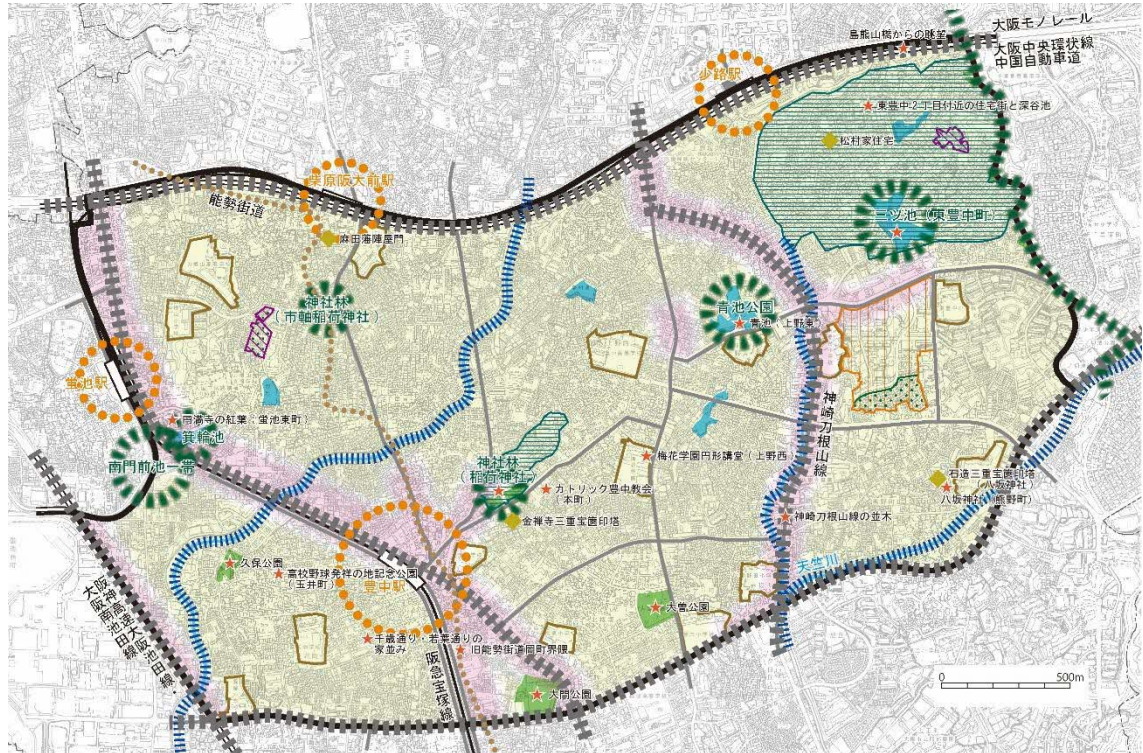 大阪モノレール
大阪中央環状線
中国自動車道
島熊山橋からの眺望
少路駅
東豊中2丁目付近の住宅街と深谷池
松村家住宅
二ツ池（東豊中町）
柴原阪大前駅
能勢街道
麻田藩陣屋門
神社林
（市軸稲荷神社）
青池公園
青池（上野東）
蛍池駅
円満寺の紅葉（蛍池東町）
箕輪池
南門前池一帯
神崎刀根山線
神社林
（稲荷神社）
梅花学園円形講堂（上野西）
カトリック豊中教会
（本町）
石造三重宝篋印塔
（八坂神社）
八坂神社（熊野町）
金禅寺三重宝篋印塔
神崎刀根山線の並木
天竺川
久保公園
高校野球発祥の地記念公園
（玉井町）
豊中駅
大曽公園
千歳通り・若葉通りの
家並み
旧能勢街道岡町界隈
大門公園
阪急宝塚線
大阪池田線
阪神高速大阪池田線
0
500m